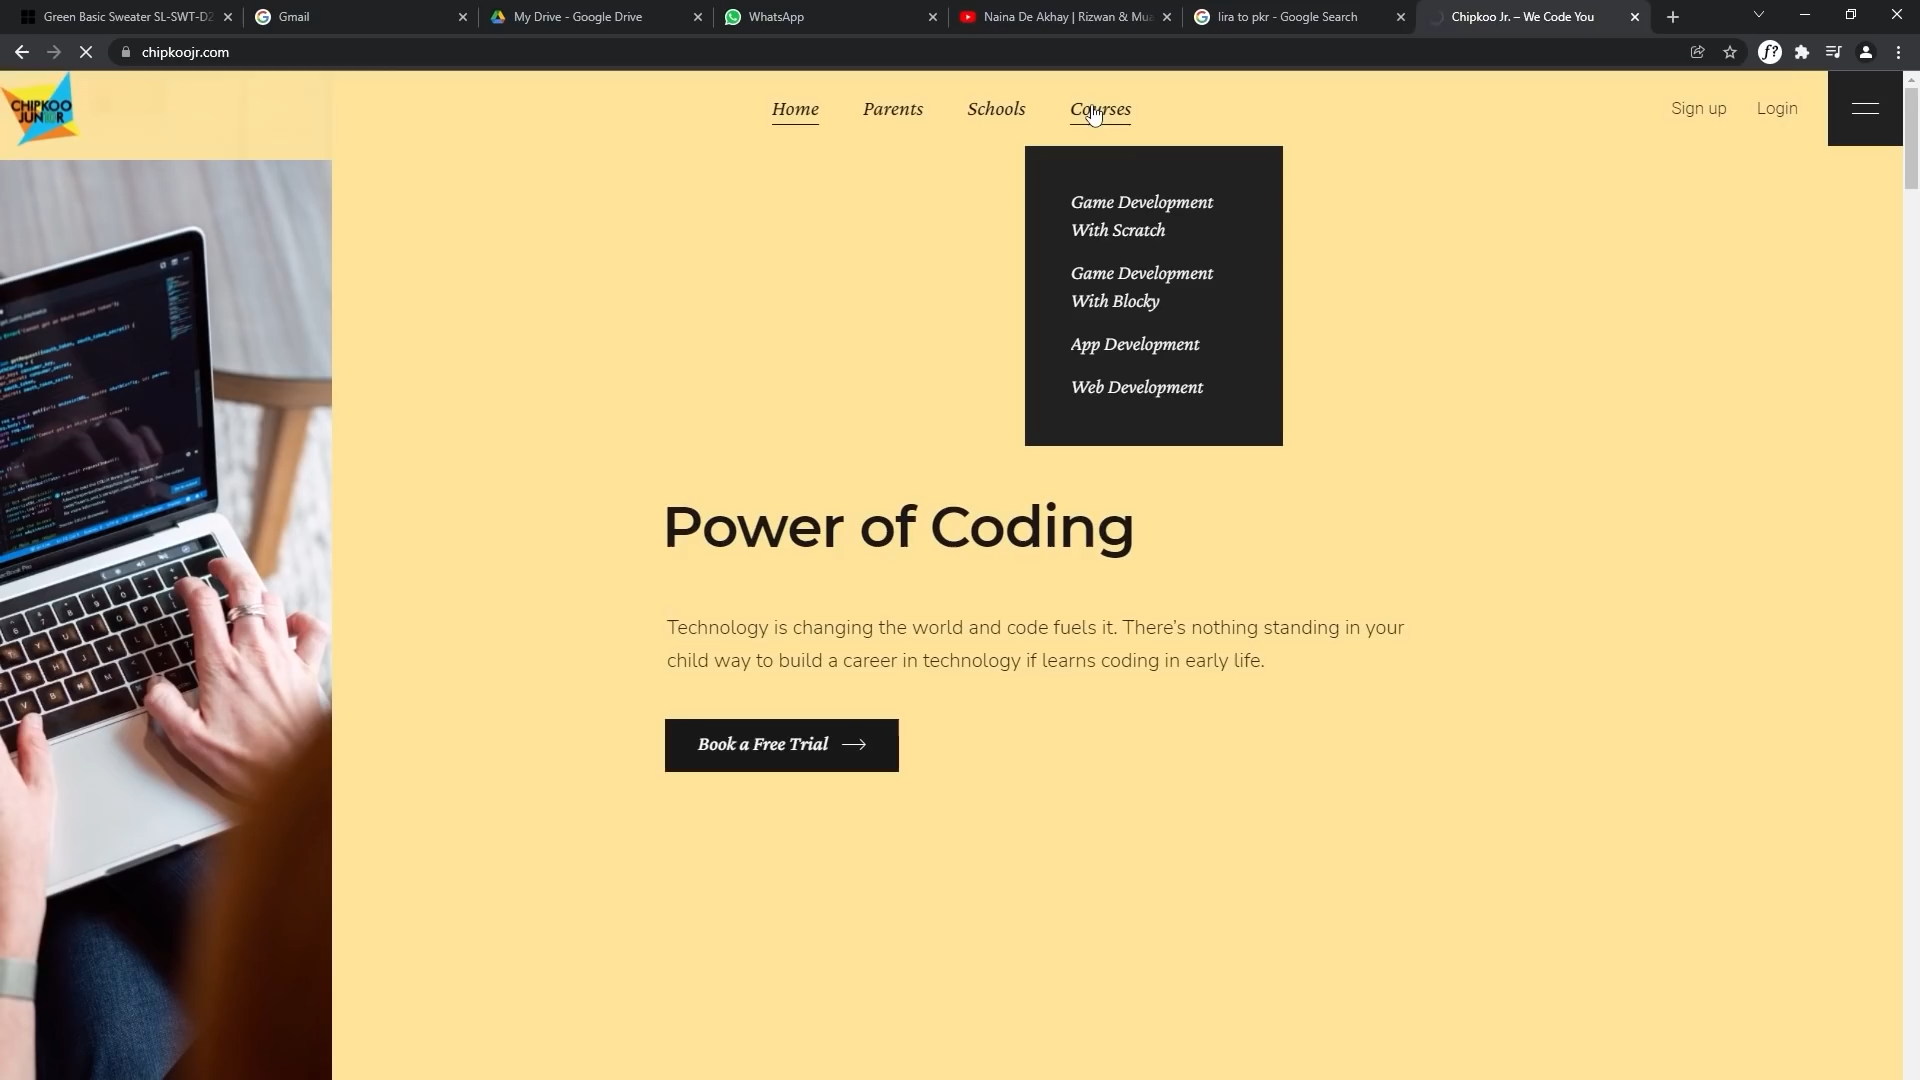 Green Basic Sweater SL-SWT-D2
Gmail
My Drive - Google Drive
WhatsApp
Naina De Akhay | Rizwan & Mua
lira to pkr - Google Search
Chipkoo Jr. – We Code You
chipkoojr.com
CHIPKOO
JUNIOR
Home
Parents
Schools
Courses
Sign up
Login
Game Development
With Scratch
Game Development
With Blocky
App Development
Web Development
Power of Coding
Technology is changing the world and code fuels it. There's nothing standing in your
child way to build a career in technology if learns coding in early life.
Book a Free Trial